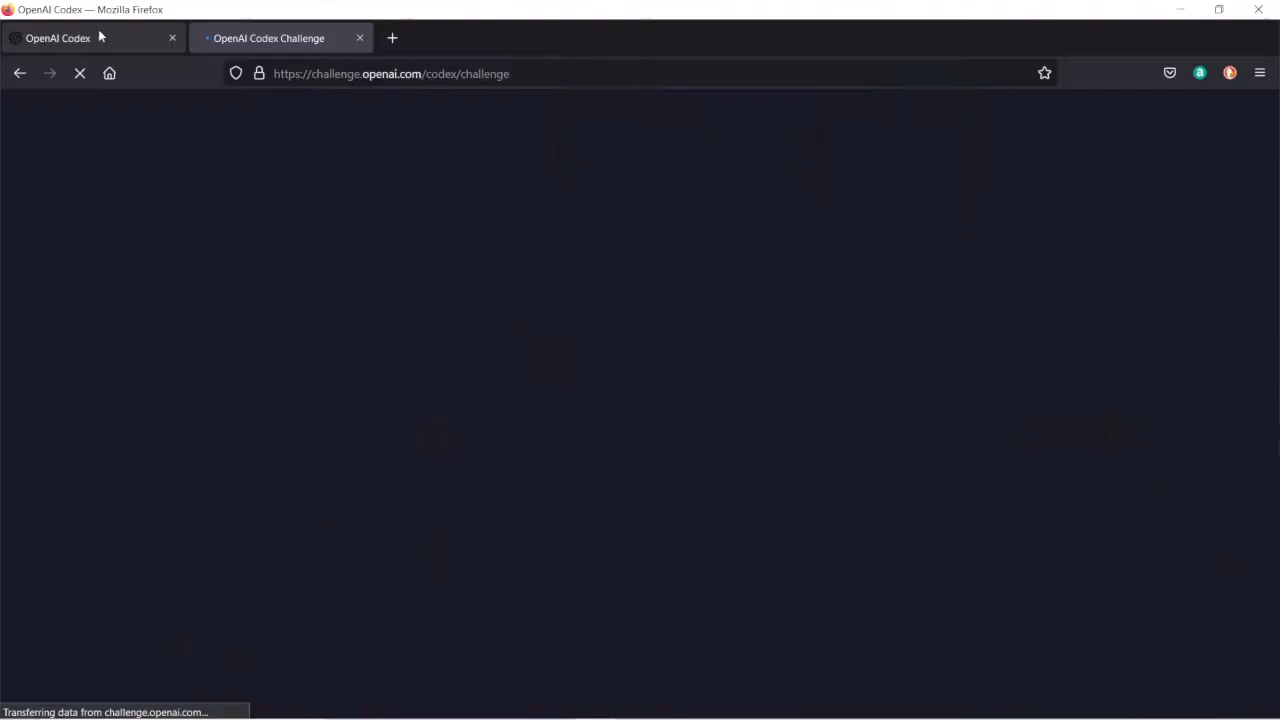 OpenAI Codex — Mozilla Firefox
OpenAI Codex
OpenAI Codex Challenge
https://challenge.openai.com/codex/challenge
a
Transferring data from challenge.openai.com...